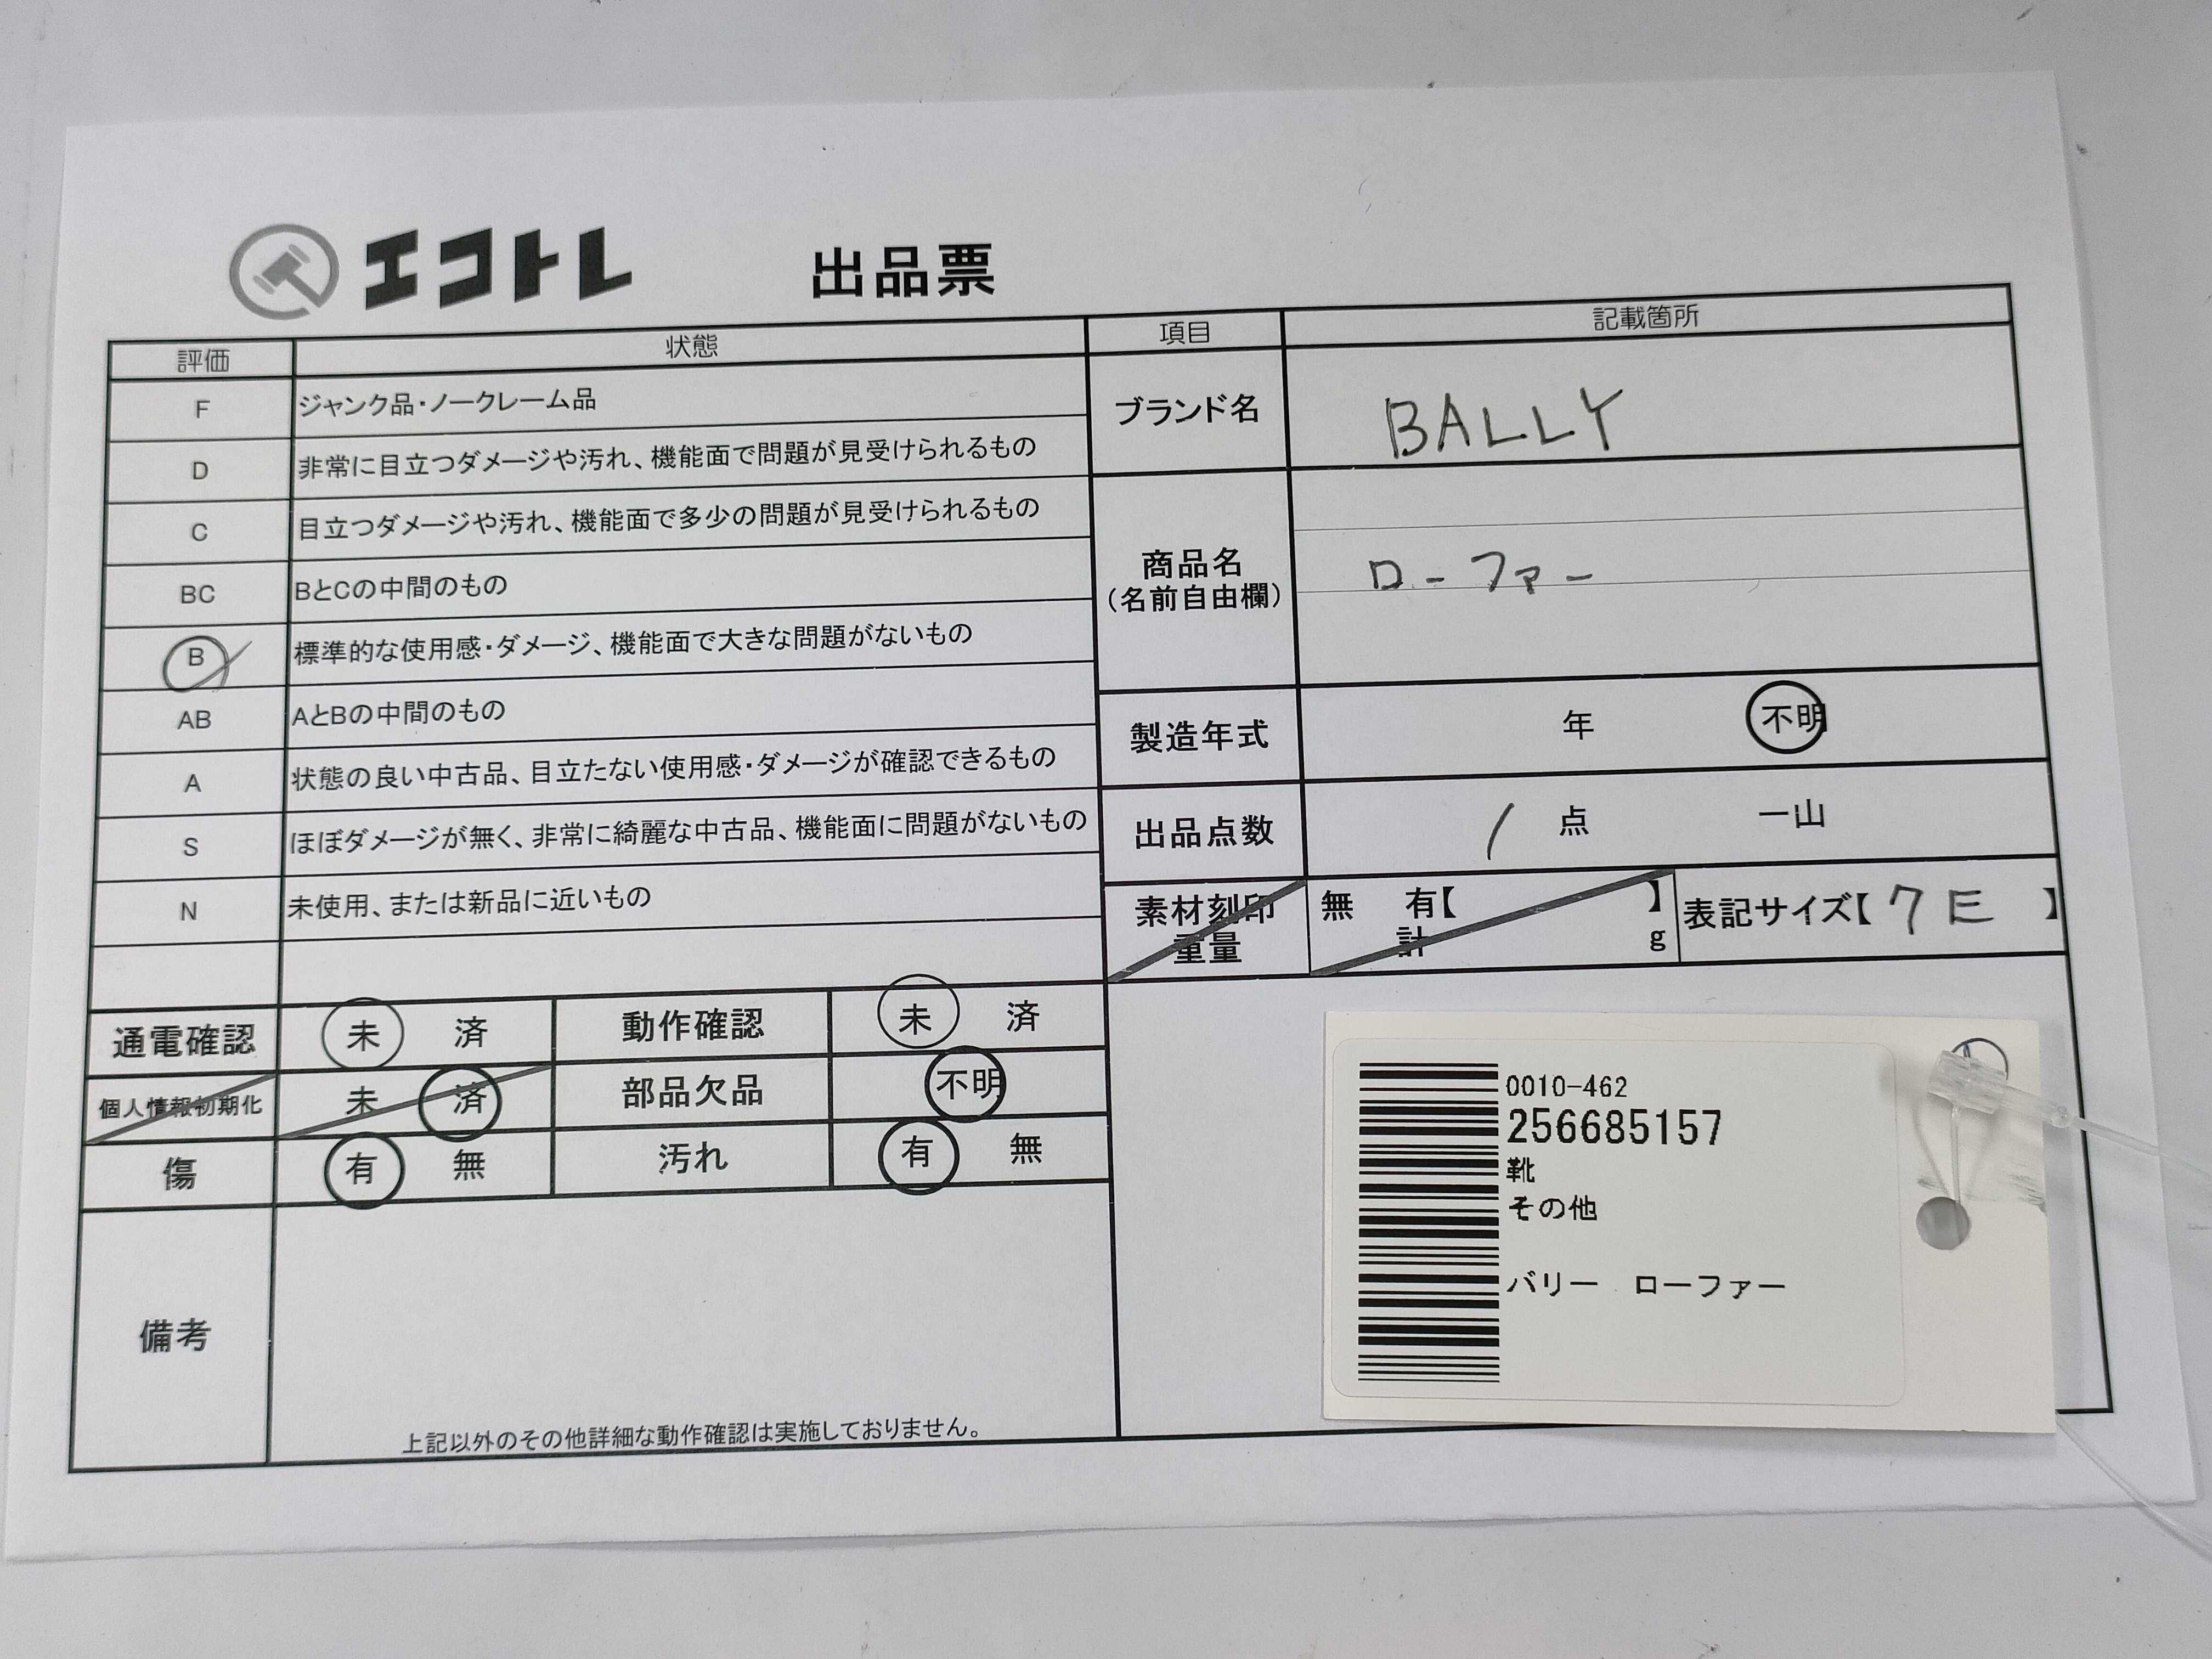 エコトレ 出品票
評価 状態 項目 記載箇所
F ジャンク品・ノークレーム品
D 非常に目立つダメージや汚れ、機能面で問題が見受けられるもの
C 目立つダメージや汚れ、機能面で多少の問題が見受けられるもの
BC BとCの中間のもの
B 標準的な使用感・ダメージ、機能面で大きな問題がないもの
AB AとBの中間のもの
A 状態の良い中古品、目立たない使用感・ダメージが確認できるもの
S ほぼダメージが無く、非常に綺麗な中古品、機能面に問題がないもの
N 未使用、または新品に近いもの
ブランド名 BALLY
商品名
(名前自由欄)
ローファー
製造年式 年 不明
出品点数 1 点 一山
素材刻印 無 有【 】
重量 計 g
表記サイズ【7E】
通電確認 未 済 動作確認 未 済
個人情報初期化 未 済 部品欠品 不明
傷 有 無 汚れ 有 無
備考
上記以外のその他詳細な動作確認は実施しておりません。
0010-462
256685157
靴
その他
バリー ローファー